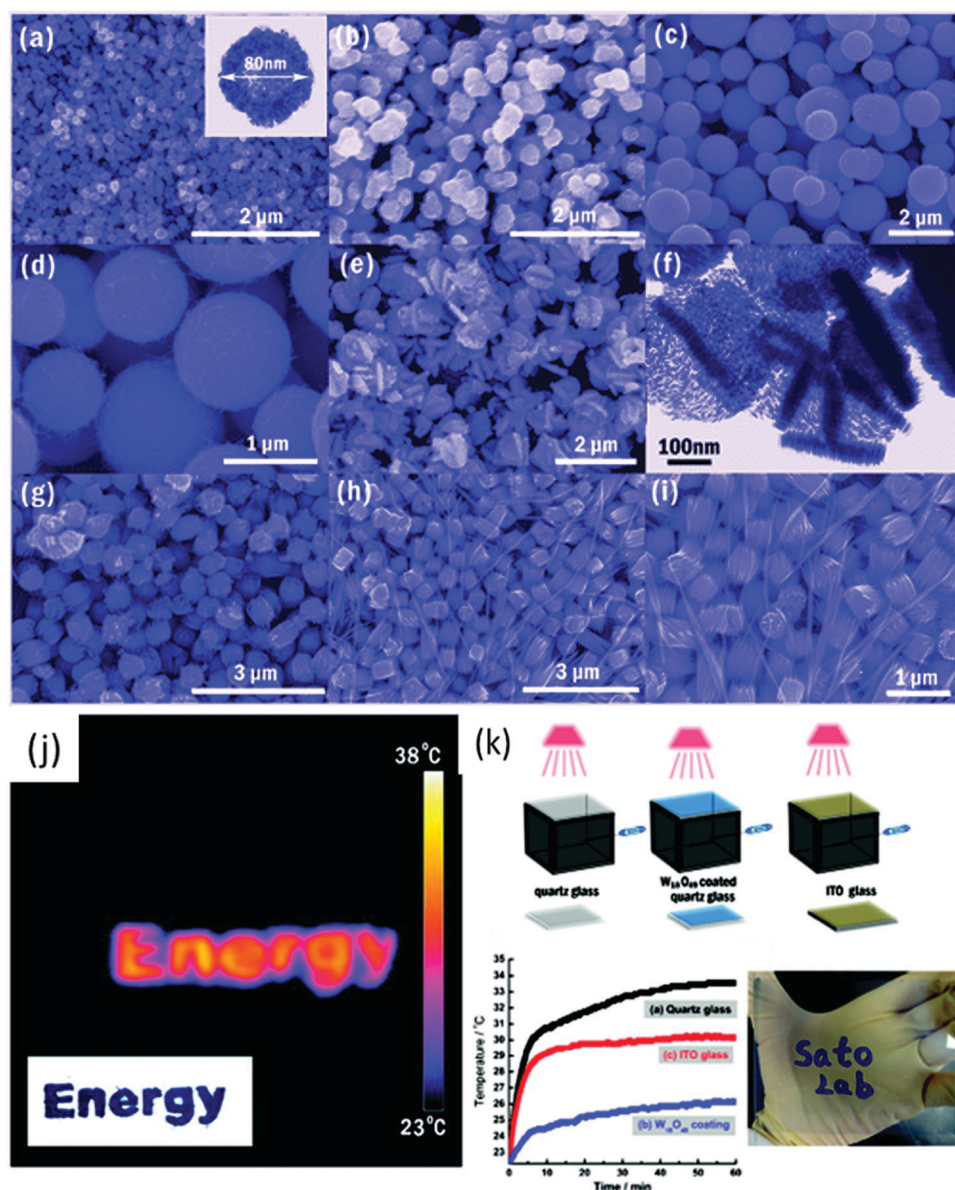 (a)
80nm
2 μm
(b)
2 μm
(c)
2 μm
(d)
1 μm
(e)
2 μm
(f)
100nm
(g)
3 μm
(h)
3 μm
(i)
1 μm
(j)
38°C
23°C
Energy
Energy
(k)
quartz glass
W₁₈O₄₉ coated
quartz glass
ITO glass
Temperature / °C
35
34
33
32
31
30
29
28
27
26
25
24
23
0
10
20
30
40
50
60
Time / min
(a) Quartz glass
(c) ITO glass
(b) W₁₈O₄₉ coating
Sato
Lab